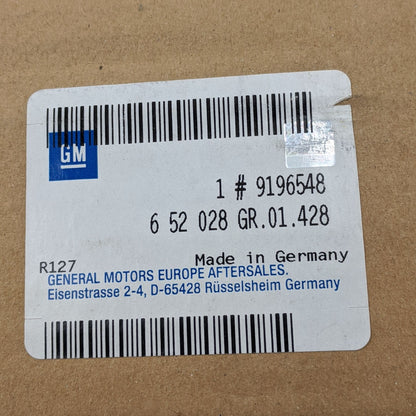 GM
1 # 9196548
6 52 028 GR.01.428
R127 Made in Germany
GENERAL MOTORS EUROPE AFTERSALES.
Eisenstrasse 2-4, D-65428 Rüsselsheim Germany